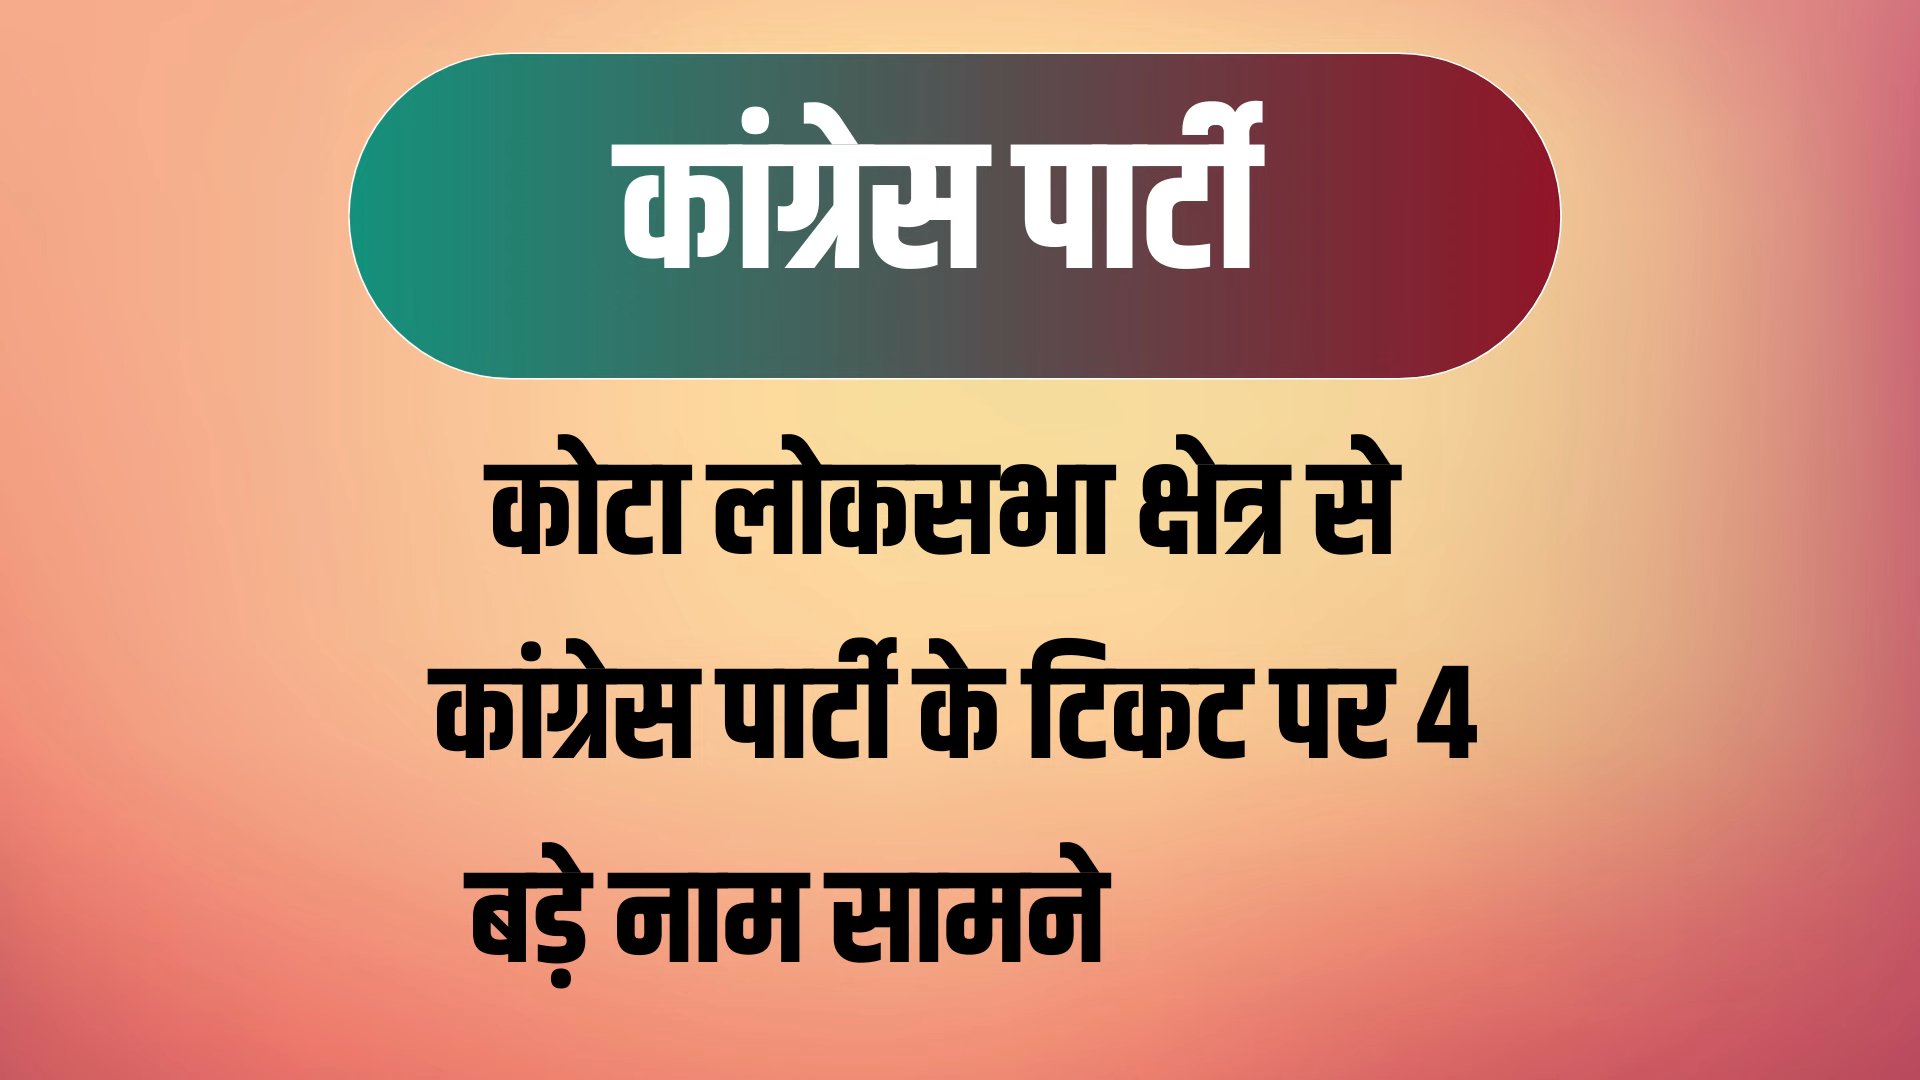 कांग्रेस पार्टी
कोटा लोकसभा क्षेत्र से
कांग्रेस पार्टी के टिकट पर 4
बड़े नाम सामने